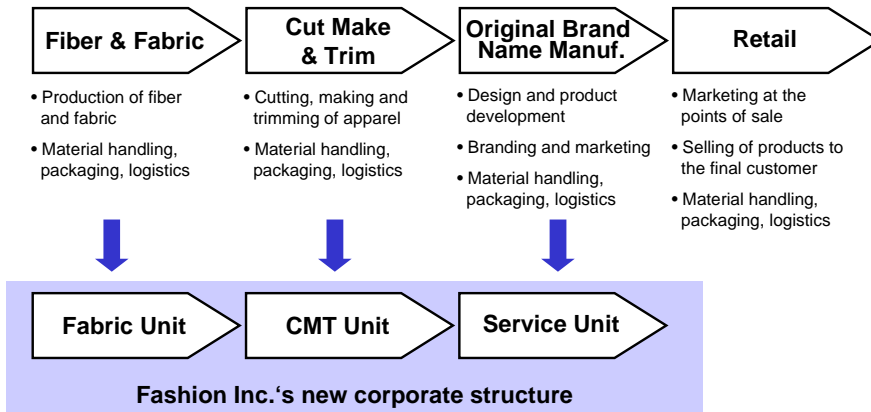 Fiber & Fabric
Cut Make
& Trim
Original Brand
Name Manuf.
Retail
• Production of fiber
and fabric
• Material handling,
packaging, logistics
• Cutting, making and
trimming of apparel
• Material handling,
packaging, logistics
• Design and product
development
• Branding and marketing
• Material handling,
packaging, logistics
• Marketing at the
points of sale
• Selling of products to
the final customer
• Material handling,
packaging, logistics
Fabric Unit
CMT Unit
Service Unit
Fashion Inc.‘s new corporate structure